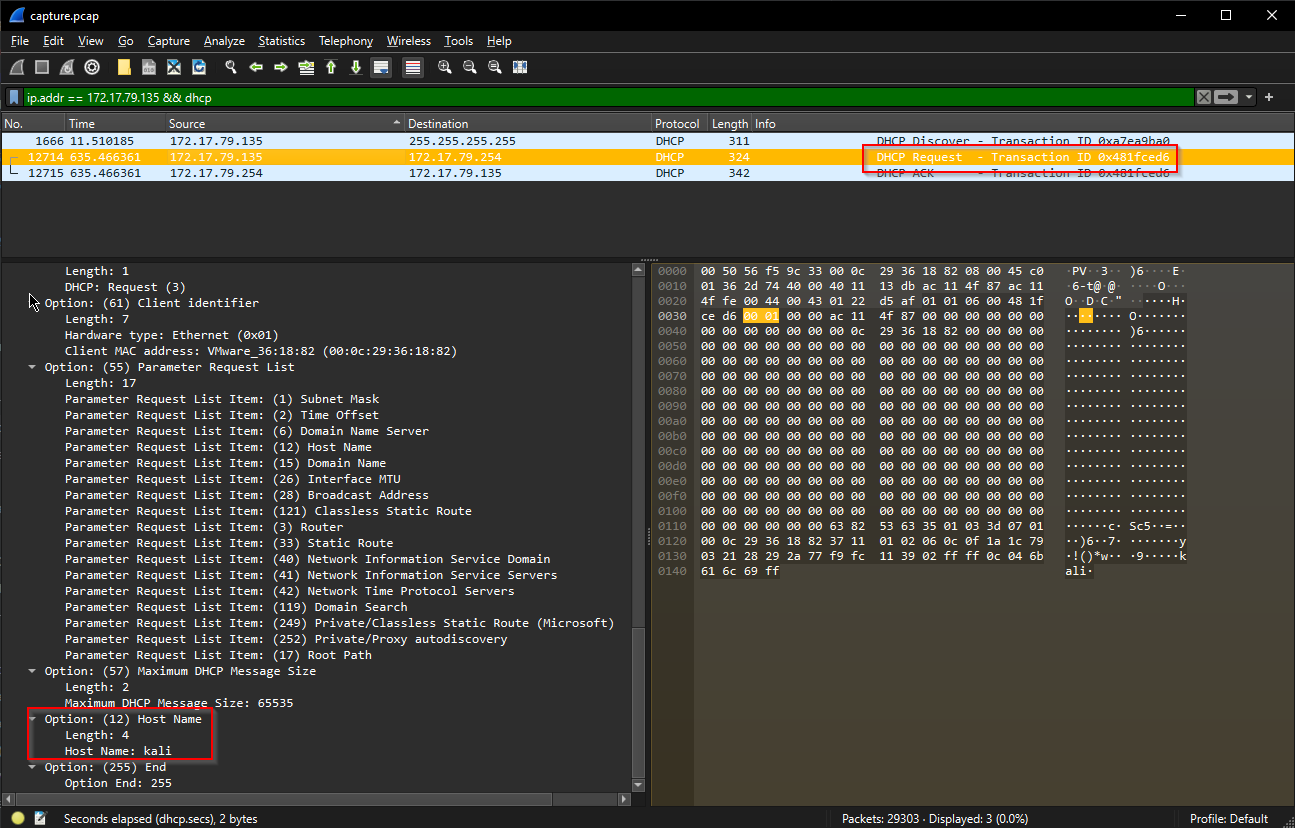 capture.pcap
File Edit View Go Capture Analyze Statistics Telephony Wireless Tools Help
ip.addr == 172.17.79.135 && dhcp
No. Time Source Destination Protocol Length Info
1666 11.510185 172.17.79.135 255.255.255.255 DHCP 311 DHCP Discover - Transaction ID 0xa7ea9ba0
12714 635.466361 172.17.79.135 172.17.79.254 DHCP 324 DHCP Request - Transaction ID 0x481fced6
12715 635.466361 172.17.79.254 172.17.79.135 DHCP 342 DHCP ACK - Transaction ID 0x481fced6
Length: 1
DHCP: Request (3)
Option: (61) Client identifier
Length: 7
Hardware type: Ethernet (0x01)
Client MAC address: VMware_36:18:82 (00:0c:29:36:18:82)
Option: (55) Parameter Request List
Length: 17
Parameter Request List Item: (1) Subnet Mask
Parameter Request List Item: (2) Time Offset
Parameter Request List Item: (6) Domain Name Server
Parameter Request List Item: (12) Host Name
Parameter Request List Item: (15) Domain Name
Parameter Request List Item: (26) Interface MTU
Parameter Request List Item: (28) Broadcast Address
Parameter Request List Item: (121) Classless Static Route
Parameter Request List Item: (3) Router
Parameter Request List Item: (33) Static Route
Parameter Request List Item: (40) Network Information Service Domain
Parameter Request List Item: (41) Network Information Service Servers
Parameter Request List Item: (42) Network Time Protocol Servers
Parameter Request List Item: (119) Domain Search
Parameter Request List Item: (249) Private/Classless Static Route (Microsoft)
Parameter Request List Item: (252) Private/Proxy autodiscovery
Parameter Request List Item: (17) Root Path
Option: (57) Maximum DHCP Message Size
Length: 2
Maximum DHCP Message Size: 65535
Option: (12) Host Name
Length: 4
Host Name: kali
Option: (255) End
Option End: 255
0000 00 50 56 f5 9c 33 00 0c 29 36 18 82 08 00 45 c0 ·PV··3·· )6····E·
0010 01 36 2d 74 40 00 40 11 13 db ac 11 4f 87 ac 11 ·6-t@·@· ····O···
0020 4f fe 00 44 00 43 01 22 d5 af 01 01 06 00 48 1f O··D·C·" ······H·
0030 ce d6 00 01 00 00 ac 11 4f 87 00 00 00 00 00 00 ········ O·······
0040 00 00 00 00 00 00 00 0c 29 36 18 82 00 00 00 00 ········ )6······
0050 00 00 00 00 00 00 00 00 00 00 00 00 00 00 00 00 ········ ········
0060 00 00 00 00 00 00 00 00 00 00 00 00 00 00 00 00 ········ ········
0070 00 00 00 00 00 00 00 00 00 00 00 00 00 00 00 00 ········ ········
0080 00 00 00 00 00 00 00 00 00 00 00 00 00 00 00 00 ········ ········
0090 00 00 00 00 00 00 00 00 00 00 00 00 00 00 00 00 ········ ········
00a0 00 00 00 00 00 00 00 00 00 00 00 00 00 00 00 00 ········ ········
00b0 00 00 00 00 00 00 00 00 00 00 00 00 00 00 00 00 ········ ········
00c0 00 00 00 00 00 00 00 00 00 00 00 00 00 00 00 00 ········ ········
00d0 00 00 00 00 00 00 00 00 00 00 00 00 00 00 00 00 ········ ········
00e0 00 00 00 00 00 00 00 00 00 00 00 00 00 00 00 00 ········ ········
00f0 00 00 00 00 00 00 00 00 00 00 00 00 00 00 00 00 ········ ········
0100 00 00 00 00 00 00 00 00 00 00 00 00 00 00 00 00 ········ ········
0110 00 00 00 00 00 00 63 82 53 63 35 01 03 3d 07 01 ······c· Sc5··=··
0120 00 0c 29 36 18 82 37 11 01 02 06 0c 0f 1a 1c 79 ··)6··7· ·······y
0130 03 21 28 29 2a 77 f9 fc 11 39 02 ff ff 0c 04 6b ·!()*w·· ·9·····k
0140 61 6c 69 ff ali·
Seconds elapsed (dhcp.secs), 2 bytes Packets: 29303 · Displayed: 3 (0.0%) Profile: Default